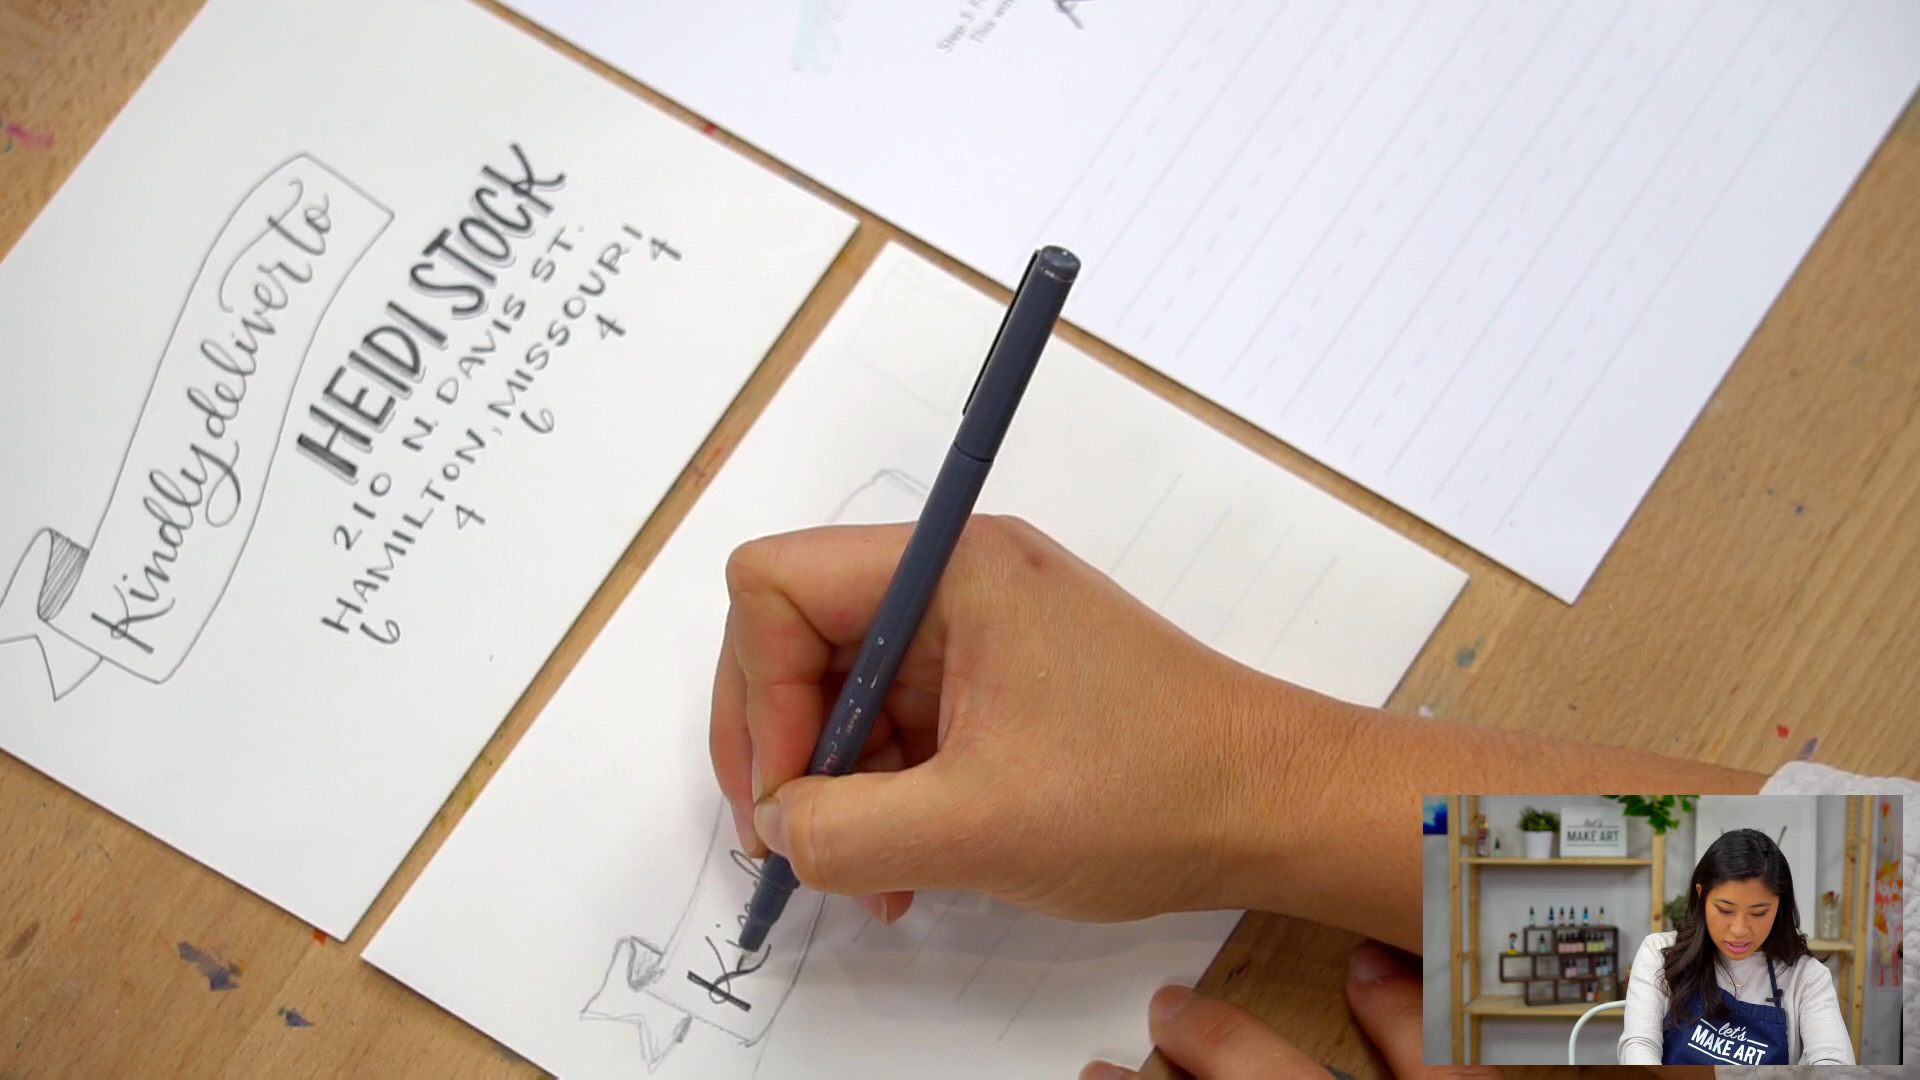 Kindly deliver to
HEIDI STOCK
210 N. DAVIS ST.
HAMILTON, MISSOURI
6 4 6 4 4
Kindl
let's
MAKE ART
let's
MAKE ART